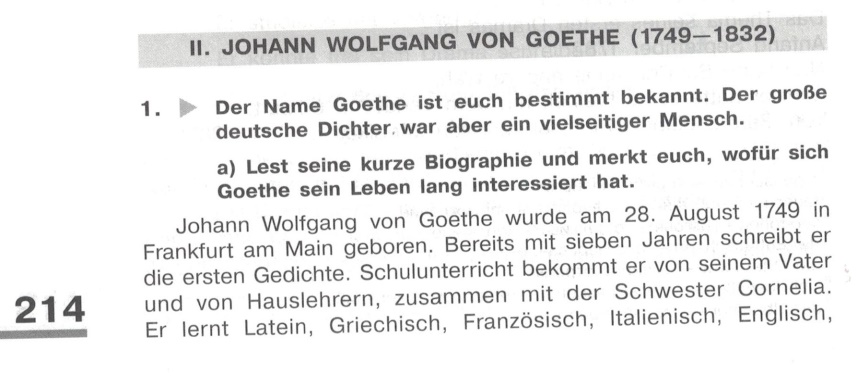 II. JOHANN WOLFGANG VON GOETHE (1749—1832)
1. Der Name Goethe ist euch bestimmt bekannt. Der große
deutsche Dichter war aber ein vielseitiger Mensch.
a) Lest seine kurze Biographie und merkt euch, wofür sich
Goethe sein Leben lang interessiert hat.
Johann Wolfgang von Goethe wurde am 28. August 1749 in
Frankfurt am Main geboren. Bereits mit sieben Jahren schreibt er
die ersten Gedichte. Schulunterricht bekommt er von seinem Vater
und von Hauslehrern, zusammen mit der Schwester Cornelia.
Er lernt Latein, Griechisch, Französisch, Italienisch, Englisch,
214